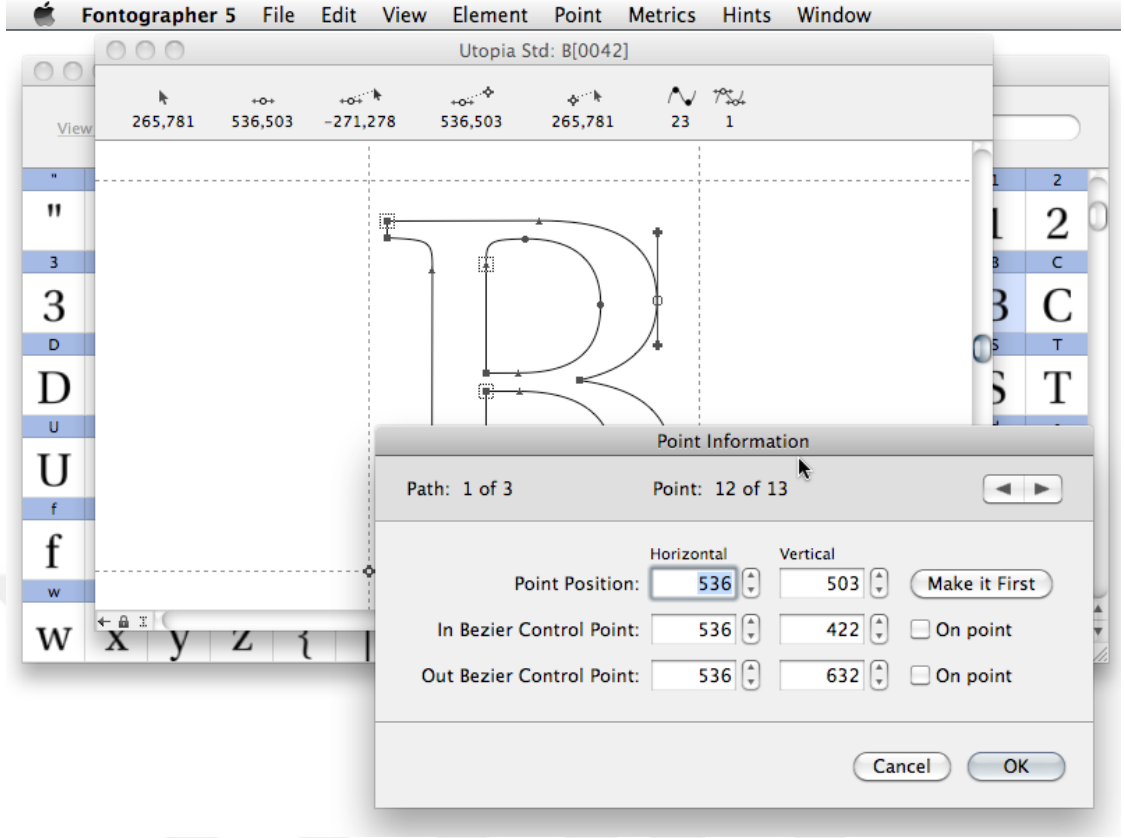 Fontographer 5 File Edit View Element Point Metrics Hints Window
Utopia Std: B[0042]
265,781 536,503 -271,278 536,503 265,781 23 1
View
" 1 2
" 1 2
3 B C
3 B C
D S T
D S T
U
U
f
f
w
w x y z {
Point Information
Path: 1 of 3 Point: 12 of 13
Horizontal Vertical
Point Position: 536 503 Make it First
In Bezier Control Point: 536 422 On point
Out Bezier Control Point: 536 632 On point
Cancel OK